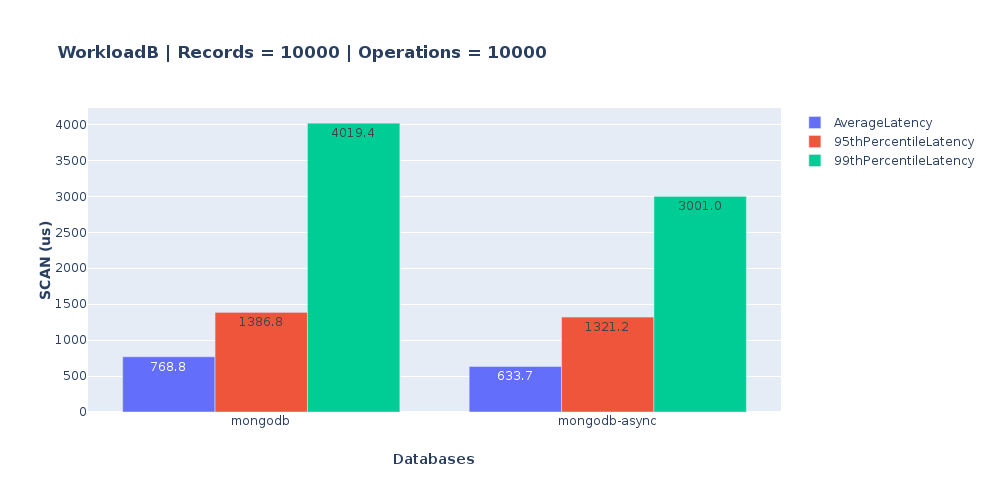 WorkloadB | Records = 10000 | Operations = 10000
AverageLatency
95thPercentileLatency
99thPercentileLatency
SCAN (us)
4000
3500
3000
2500
2000
1500
1000
500
0
768.8
1386.8
4019.4
633.7
1321.2
3001.0
mongodb
mongodb-async
Databases